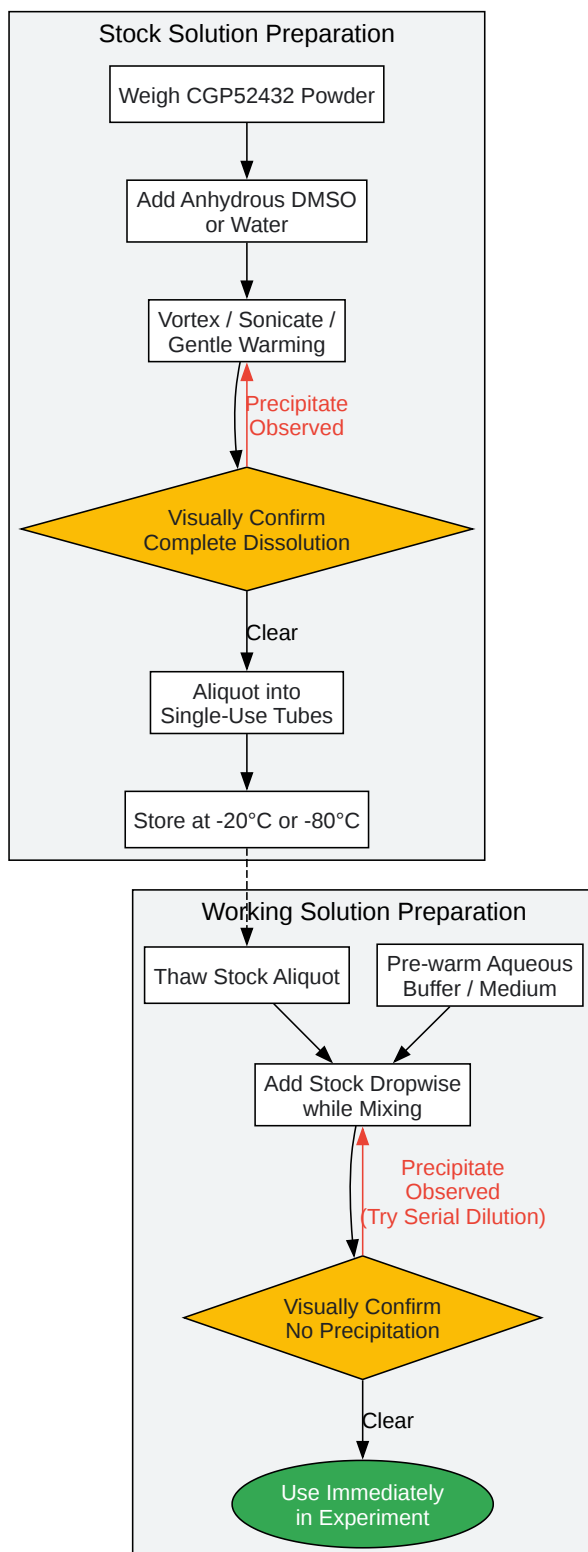 Stock Solution Preparation
Weigh CGP52432 Powder
Add Anhydrous DMSO
or Water
Vortex / Sonicate /
Gentle Warming
Precipitate
Observed
Visually Confirm
Complete Dissolution
Clear
Aliquot into
Single-Use Tubes
Store at -20°C or -80°C
Working Solution Preparation
Thaw Stock Aliquot
Pre-warm Aqueous
Buffer / Medium
Add Stock Dropwise
while Mixing
Precipitate
Observed
(Try Serial Dilution)
Visually Confirm
No Precipitation
Clear
Use Immediately
in Experiment